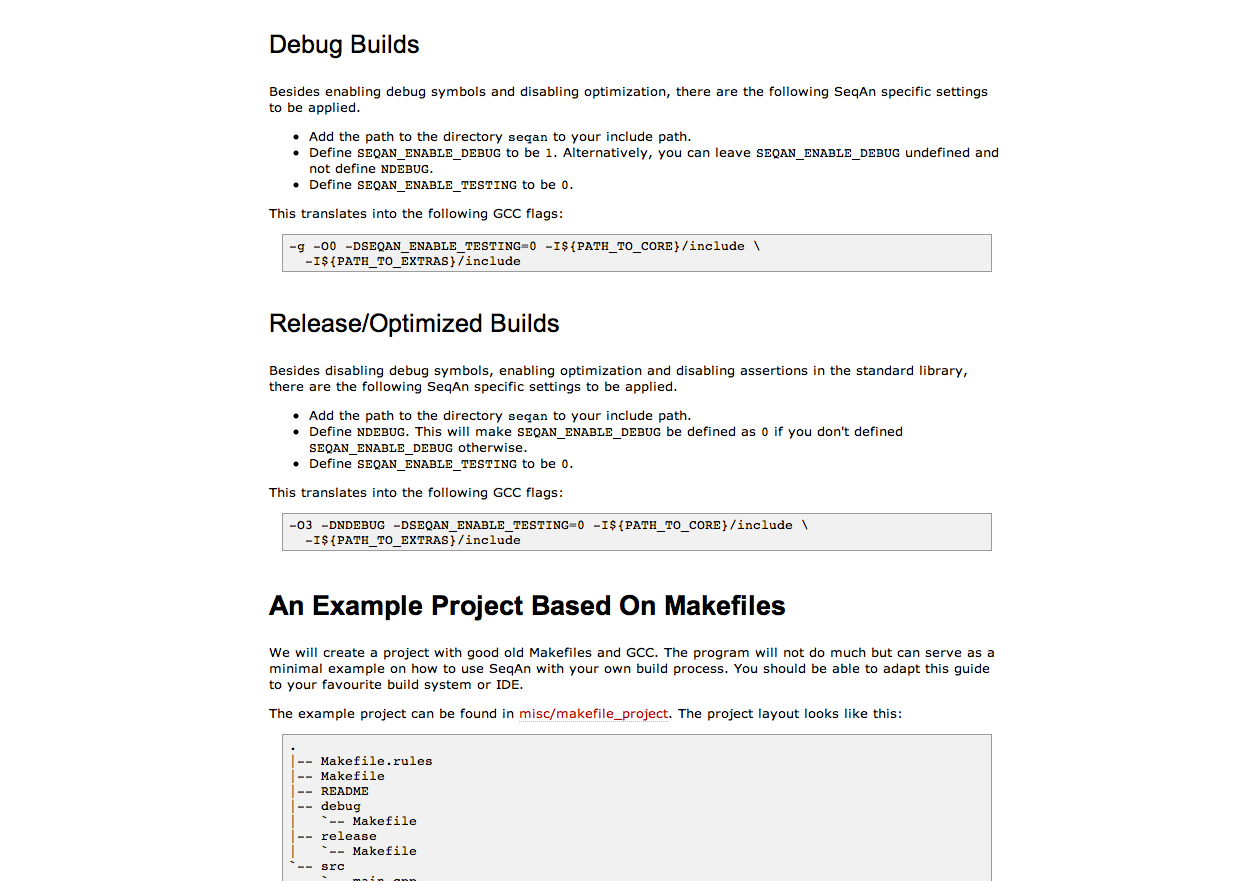 Debug Builds
Besides enabling debug symbols and disabling optimization, there are the following SeqAn specific settings
to be applied.
• Add the path to the directory seqan to your include path.
• Define SEQAN_ENABLE_DEBUG to be 1. Alternatively, you can leave SEQAN_ENABLE_DEBUG undefined and
not define NDEBUG.
• Define SEQAN_ENABLE_TESTING to be 0.
This translates into the following GCC flags:
-g -O0 -DSEQAN_ENABLE_TESTING=0 -I${PATH_TO_CORE}/include \
  -I${PATH_TO_EXTRAS}/include
Release/Optimized Builds
Besides disabling debug symbols, enabling optimization and disabling assertions in the standard library,
there are the following SeqAn specific settings to be applied.
• Add the path to the directory seqan to your include path.
• Define NDEBUG. This will make SEQAN_ENABLE_DEBUG be defined as 0 if you don't defined
SEQAN_ENABLE_DEBUG otherwise.
• Define SEQAN_ENABLE_TESTING to be 0.
This translates into the following GCC flags:
-O3 -DNDEBUG -DSEQAN_ENABLE_TESTING=0 -I${PATH_TO_CORE}/include \
  -I${PATH_TO_EXTRAS}/include
An Example Project Based On Makefiles
We will create a project with good old Makefiles and GCC. The program will not do much but can serve as a
minimal example on how to use SeqAn with your own build process. You should be able to adapt this guide
to your favourite build system or IDE.
The example project can be found in misc/makefile_project. The project layout looks like this:
.
|-- Makefile.rules
|-- Makefile
|-- README
|-- debug
|   `-- Makefile
|-- release
|   `-- Makefile
`-- src
    `-- main.cpp